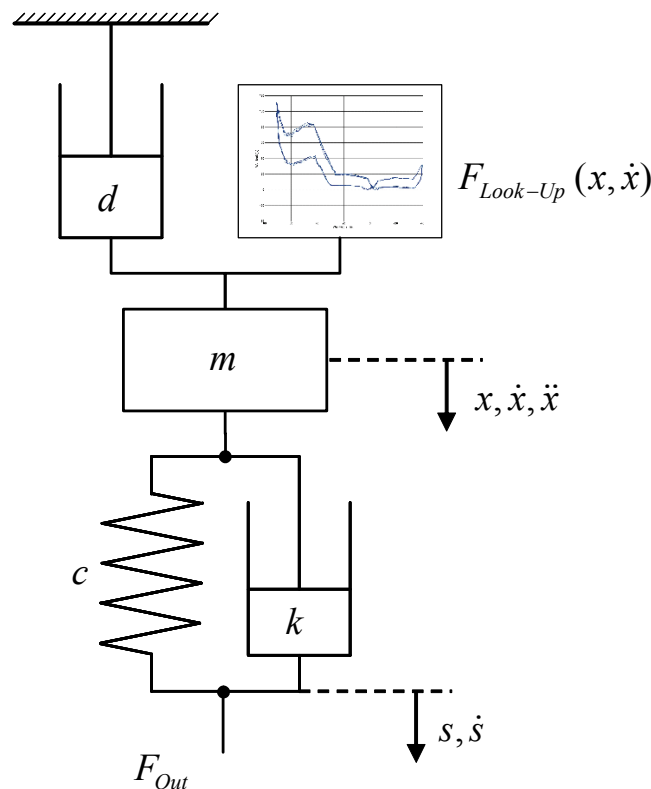 d
F_{Look-Up}(x, ẋ)
m
x, ẋ, ẍ
c
k
s, ṡ
F_{Out}